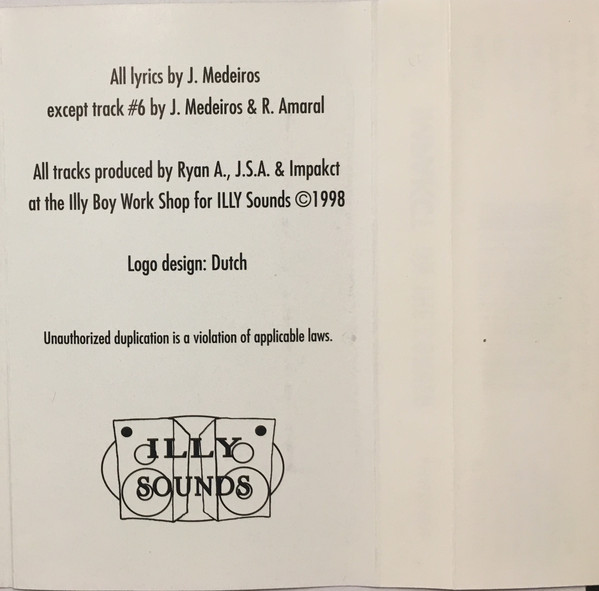 All lyrics by J. Medeiros
except track #6 by J. Medeiros & R. Amaral
All tracks produced by Ryan A., J.S.A. & Impakct
at the Illy Boy Work Shop for ILLY Sounds ©1998
Logo design: Dutch
Unauthorized duplication is a violation of applicable laws.
ILLY
SOUNDS